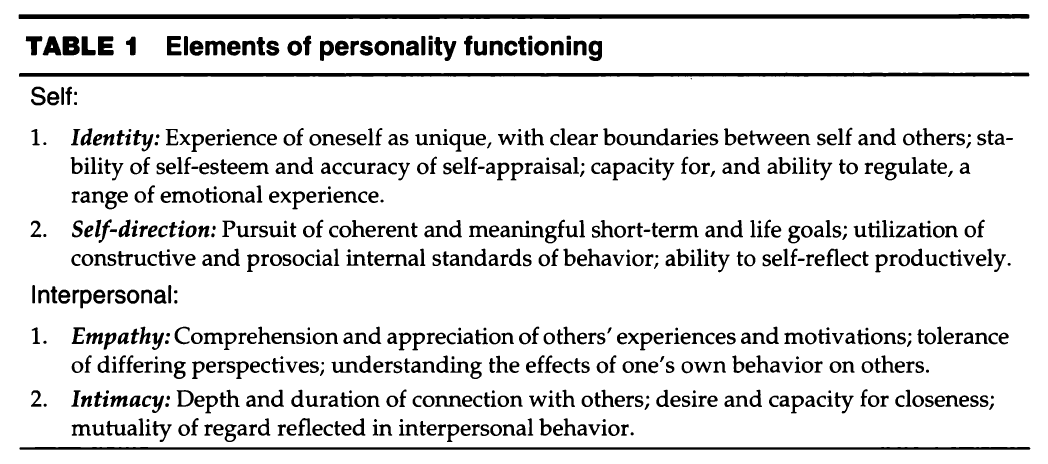 TABLE 1 Elements of personality functioning
Self:
1. Identity: Experience of oneself as unique, with clear boundaries between self and others; sta-
bility of self-esteem and accuracy of self-appraisal; capacity for, and ability to regulate, a
range of emotional experience.
2. Self-direction: Pursuit of coherent and meaningful short-term and life goals; utilization of
constructive and prosocial internal standards of behavior; ability to self-reflect productively.
Interpersonal:
1. Empathy: Comprehension and appreciation of others' experiences and motivations; tolerance
of differing perspectives; understanding the effects of one's own behavior on others.
2. Intimacy: Depth and duration of connection with others; desire and capacity for closeness;
mutuality of regard reflected in interpersonal behavior.